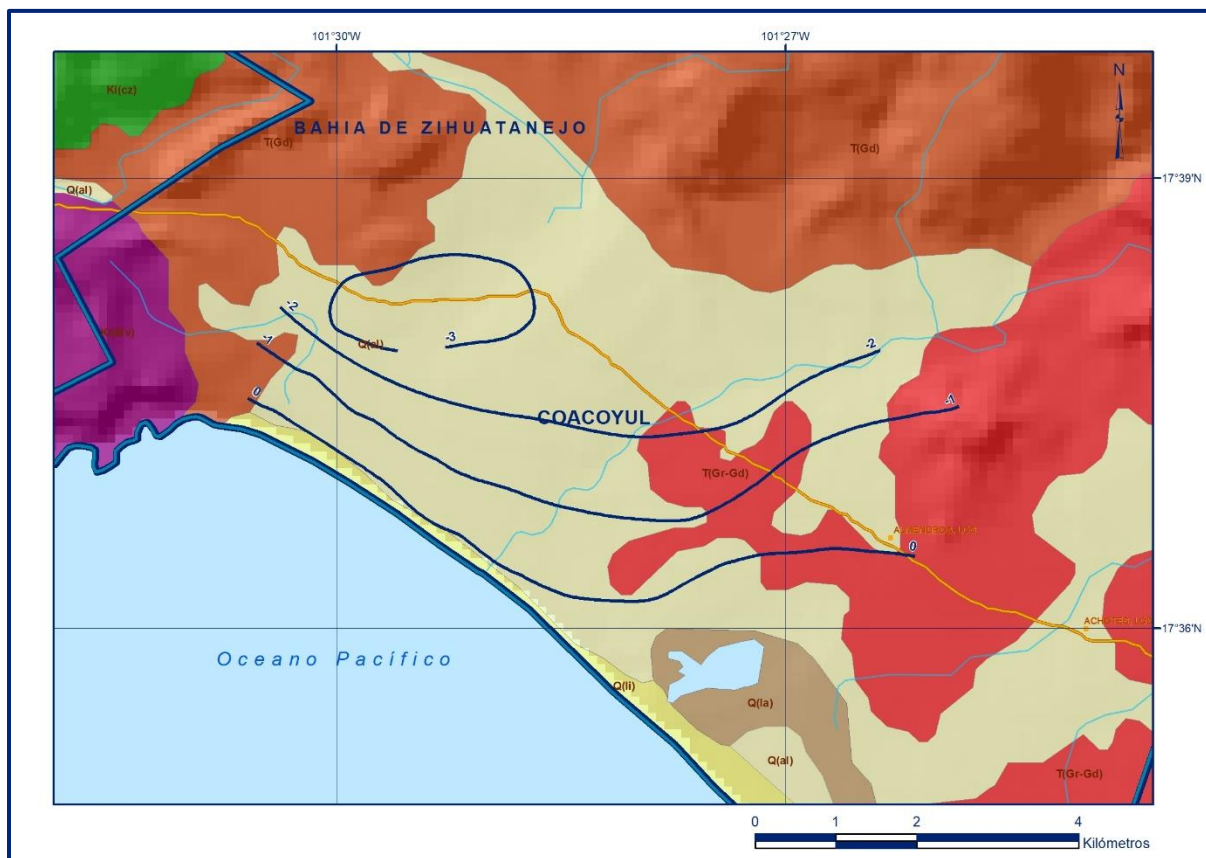 101°30'W
101°27'W
Ki(cz)
N
BAHIA DE ZIHUATANEJO
T(Gd)
T(Gd)
17°39'N
Q(al)
-2
-1
0
-3
Q(al)
-2
-1
COACOYUL
T(Gr-Gd)
0
17°36'N
Oceano Pacífico
Q(li)
Q(la)
Q(al)
T(Gr-Gd)
0 1 2 4
Kilómetros